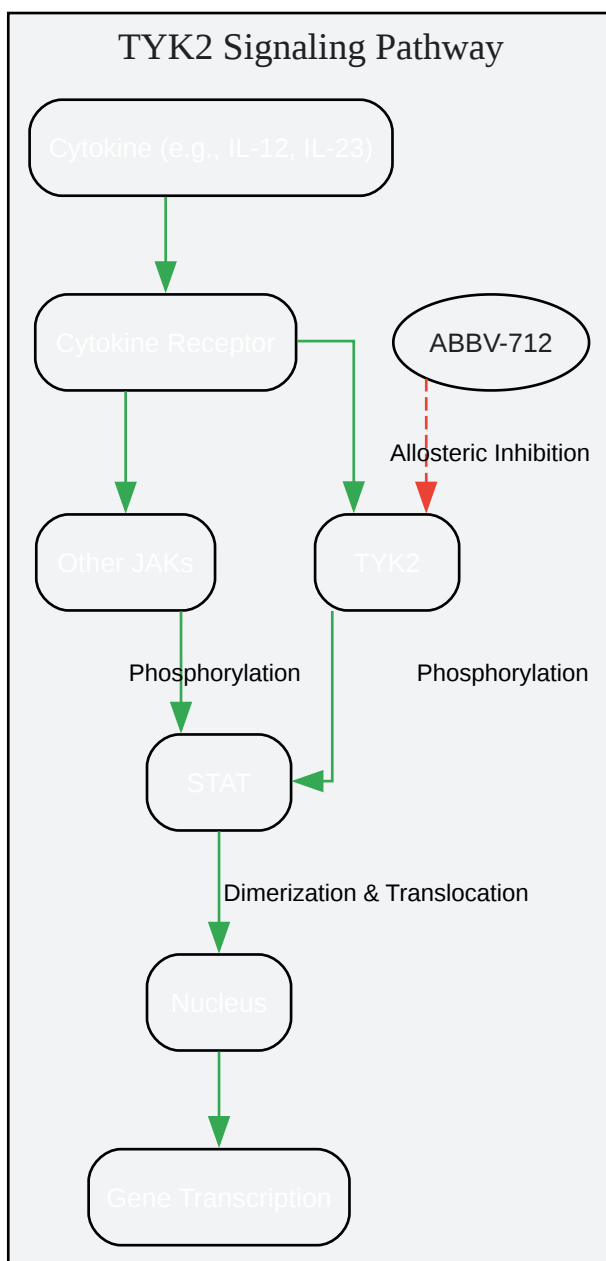 TYK2 Signaling Pathway
Cytokine (e.g., IL-12, IL-23)
Cytokine Receptor
ABBV-712
Allosteric Inhibition
Other JAKs
TYK2
Phosphorylation
Phosphorylation
STAT
Dimerization & Translocation
Nucleus
Gene Transcription